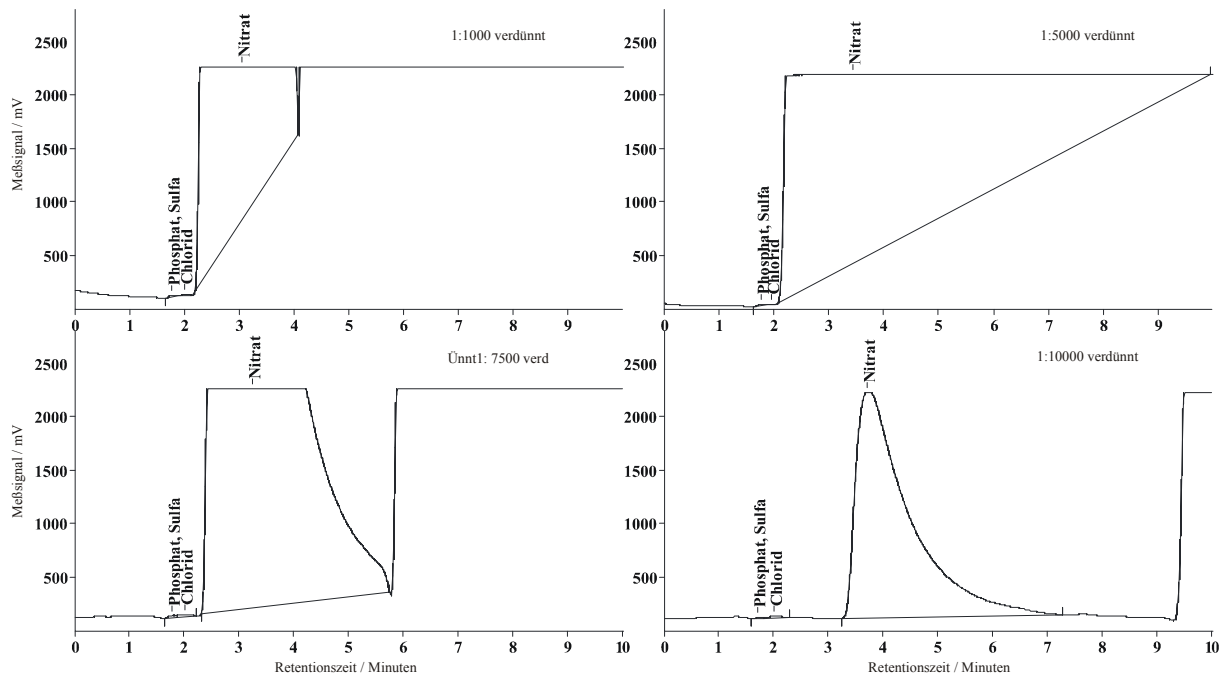 1:1000 verdünnt
Nitrat
Phosphat, Sulfa
Chlorid
Meßsignal / mV
2500
2000
1500
1000
500
0 1 2 3 4 5 6 7 8 9
1:5000 verdünnt
Nitrat
Phosphat, Sulfa
Chlorid
2500
2000
1500
1000
500
0 1 2 3 4 5 6 7 8 9
Ünnt1: 7500 verd
Nitrat
Phosphat, Sulfa
Chlorid
Meßsignal / mV
2500
2000
1500
1000
500
0 1 2 3 4 5 6 7 8 9 10
Retentionszeit / Minuten
1:10000 verdünnt
Nitrat
Phosphat, Sulfa
Chlorid
2500
2000
1500
1000
500
0 1 2 3 4 5 6 7 8 9 10
Retentionszeit / Minuten